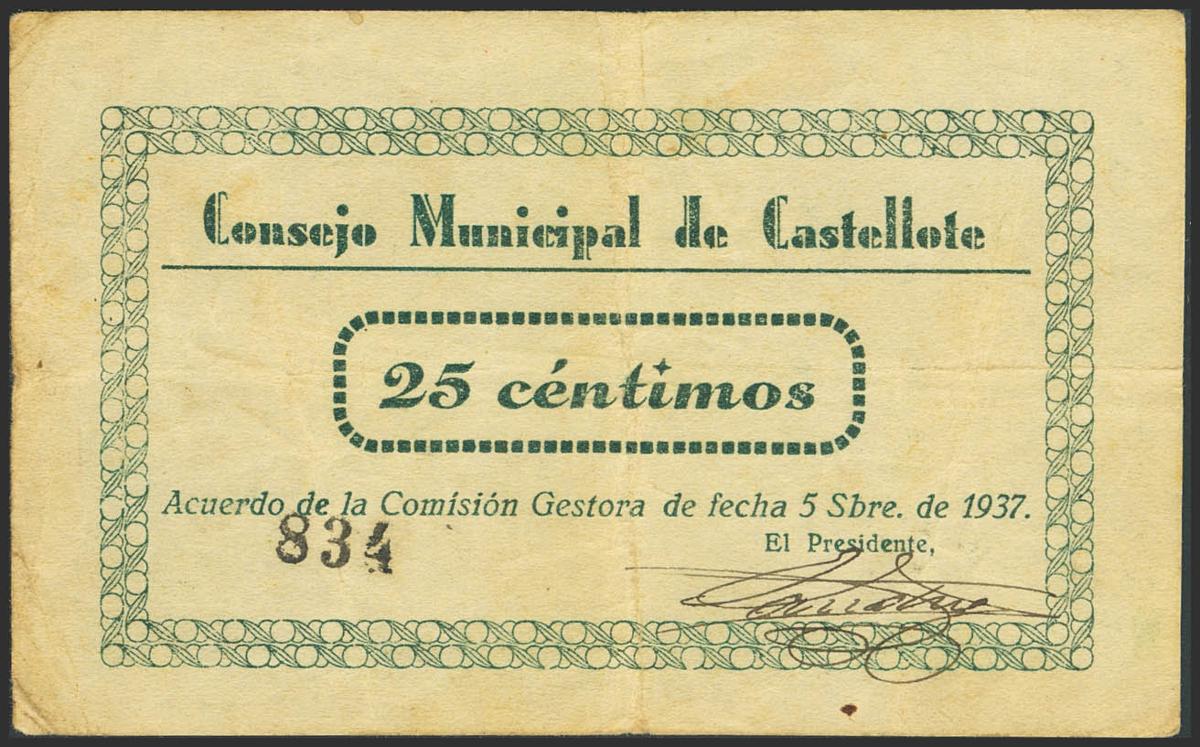 Consejo Municipal de Castellote
25 céntimos
Acuerdo de la Comisión Gestora de fecha 5 Sbre. de 1937.
834
El Presidente,